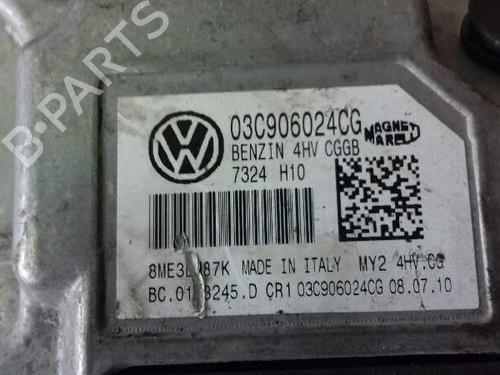 B-PARTS
03C906024CG
MAGNETI MARELLI
BENZIN 4HV CGGB
7324 H10
MADE IN ITALY MY2 4HV.CG
CR1 03C906024CG 08.07.10